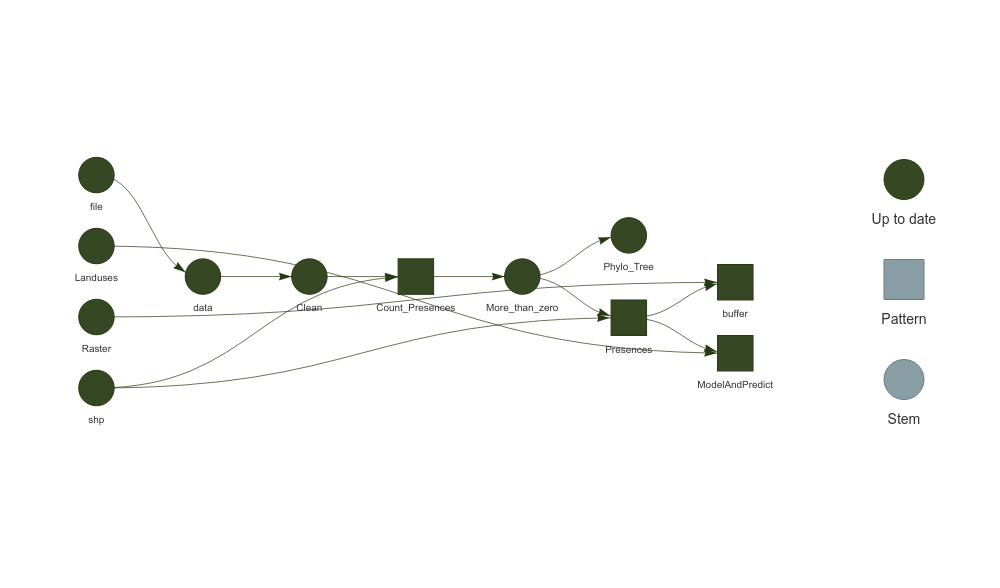 file
Landuses
Raster
shp
data
Clean
Count_Presences
More_than_zero
Phylo_Tree
Presences
buffer
ModelAndPredict
Up to date
Pattern
Stem